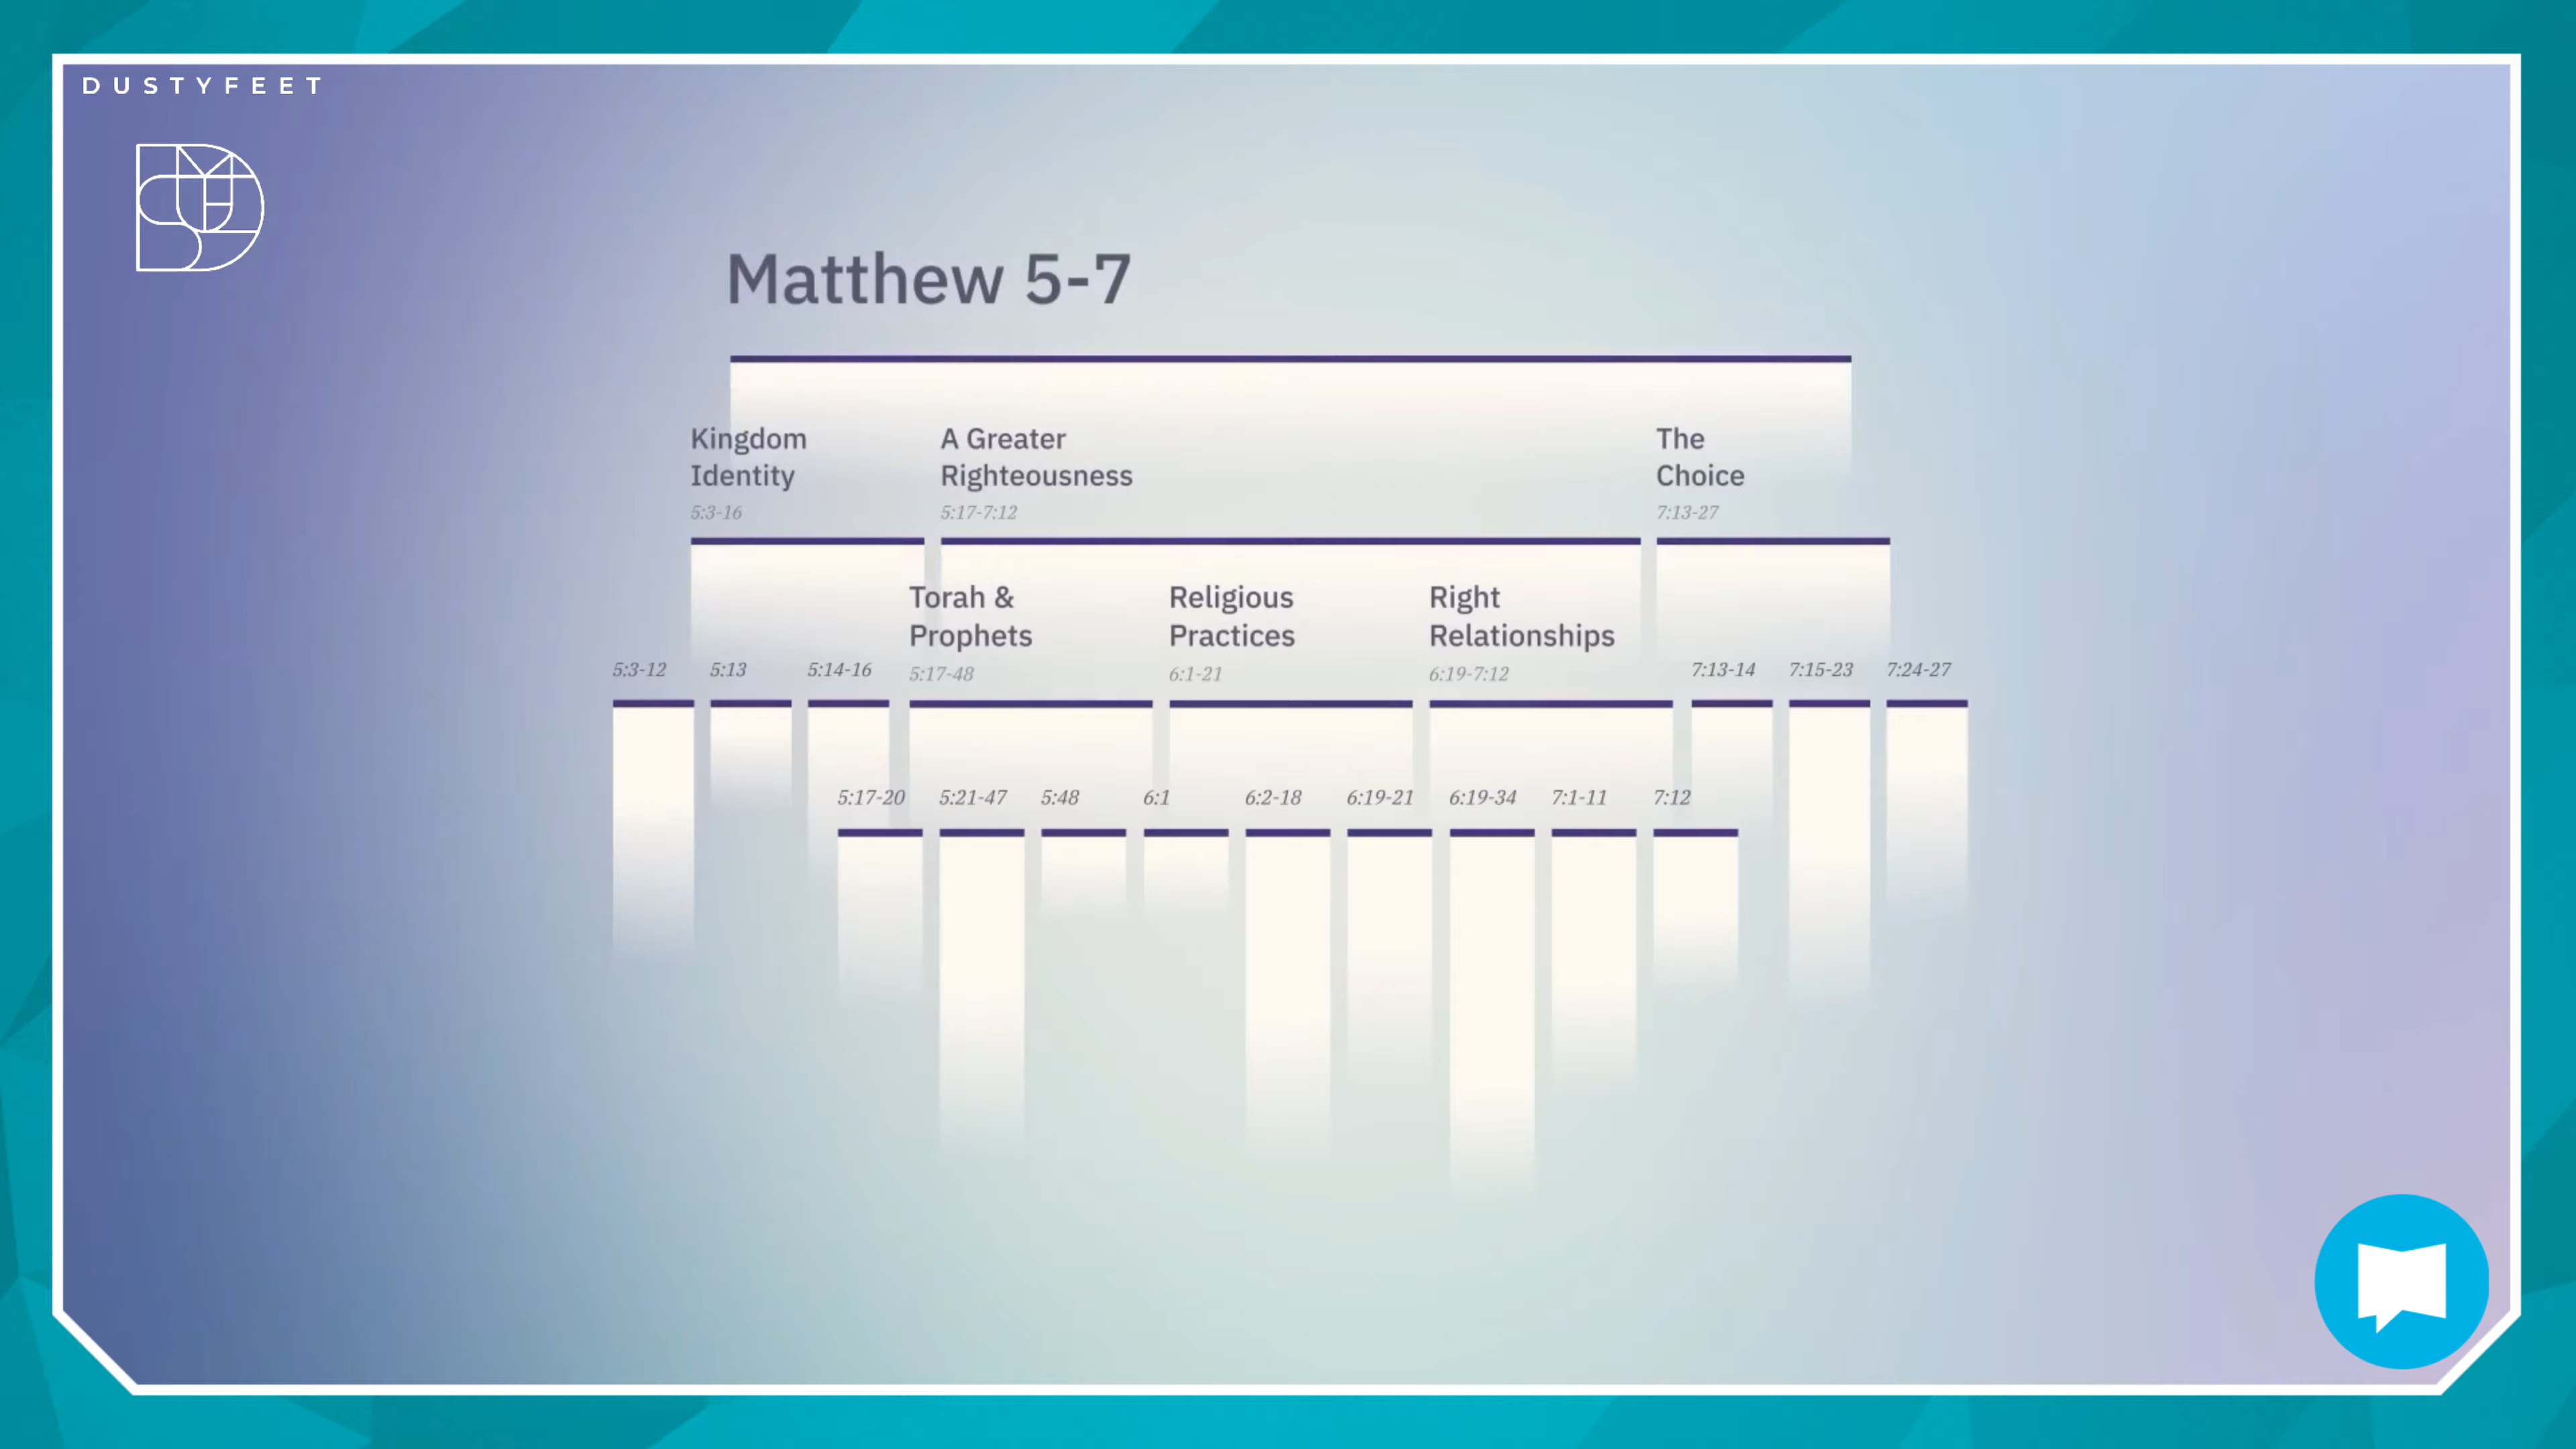 DUSTYFEET
Matthew 5-7
Kingdom
Identity
5:3-16
A Greater
Righteousness
5:17-7:12
The
Choice
7:13-27
Torah &
Prophets
5:17-48
Religious
Practices
6:1-21
Right
Relationships
6:19-7:12
5:3-12
5:13
5:14-16
7:13-14
7:15-23
7:24-27
5:17-20
5:21-47
5:48
6:1
6:2-18
6:19-21
6:19-34
7:1-11
7:12